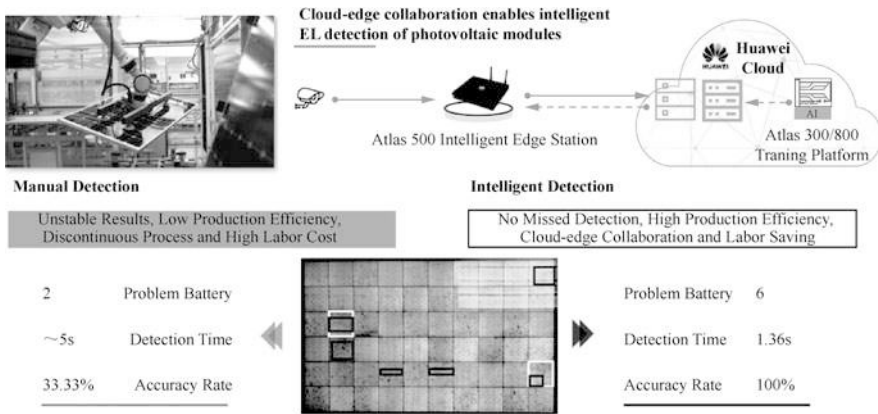 Cloud-edge collaboration enables intelligent
EL detection of photovoltaic modules
HUAWEI
Huawei
Cloud
AI
Atlas 500 Intelligent Edge Station
Atlas 300/800
Traning Platform
Manual Detection
Intelligent Detection
Unstable Results, Low Production Efficiency,
Discontinuous Process and High Labor Cost
No Missed Detection, High Production Efficiency,
Cloud-edge Collaboration and Labor Saving
2 Problem Battery
~5s Detection Time
33.33% Accuracy Rate
Problem Battery 6
Detection Time 1.36s
Accuracy Rate 100%